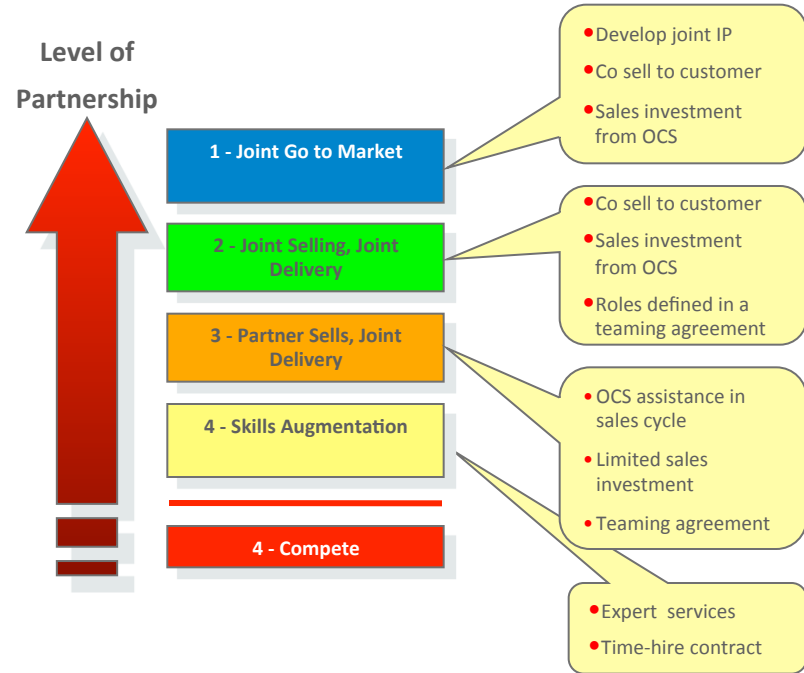 Level of
Partnership
1 - Joint Go to Market
2 - Joint Selling, Joint
Delivery
3 - Partner Sells, Joint
Delivery
4 - Skills Augmentation
4 - Compete
Develop joint IP
Co sell to customer
Sales investment
from OCS
Co sell to customer
Sales investment
from OCS
Roles defined in a
teaming agreement
OCS assistance in
sales cycle
Limited sales
investment
Teaming agreement
Expert services
Time-hire contract